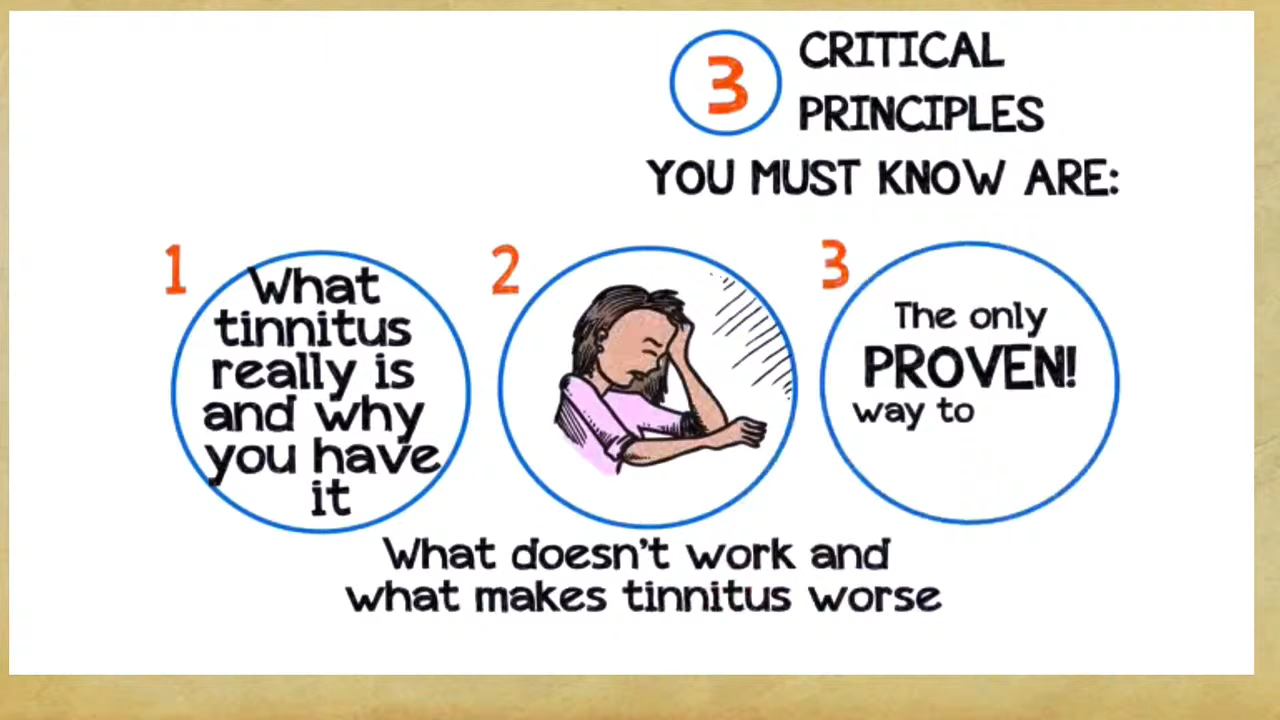 3 CRITICAL
PRINCIPLES
YOU MUST KNOW ARE:
1
What
tinnitus
really is
and why
you have
it
2
What doesn't work and
what makes tinnitus worse
3
The only
PROVEN!
way to